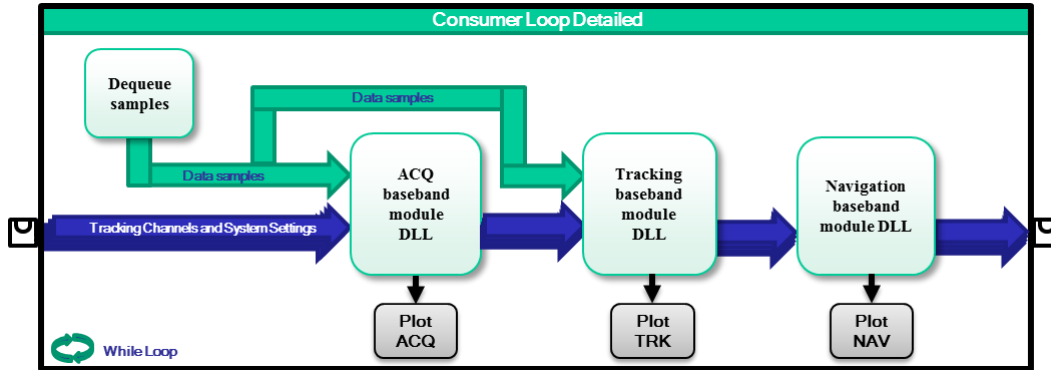 Consumer Loop Detailed
Dequeue
samples
Data samples
Data samples
ACQ
baseband
module
DLL
Tracking
baseband
module
DLL
Navigation
baseband
module DLL
Tracking Channels and System Settings
Plot
ACQ
Plot
TRK
Plot
NAV
While Loop